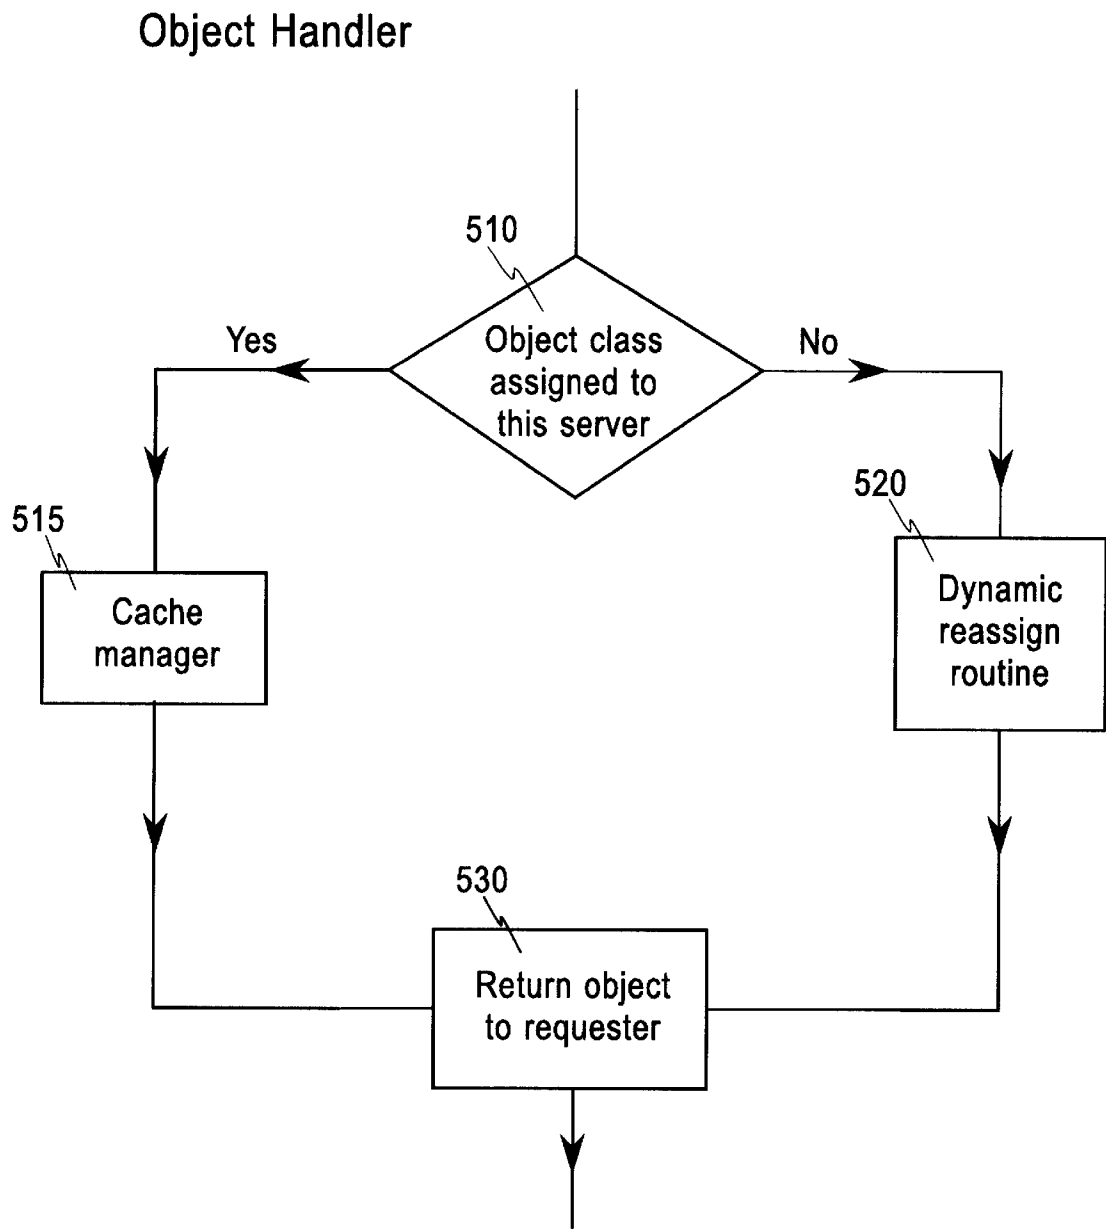 Object Handler
510
Yes
No
Object class
assigned to
this server
515
520
Cache
manager
Dynamic
reassign
routine
530
Return object
to requester